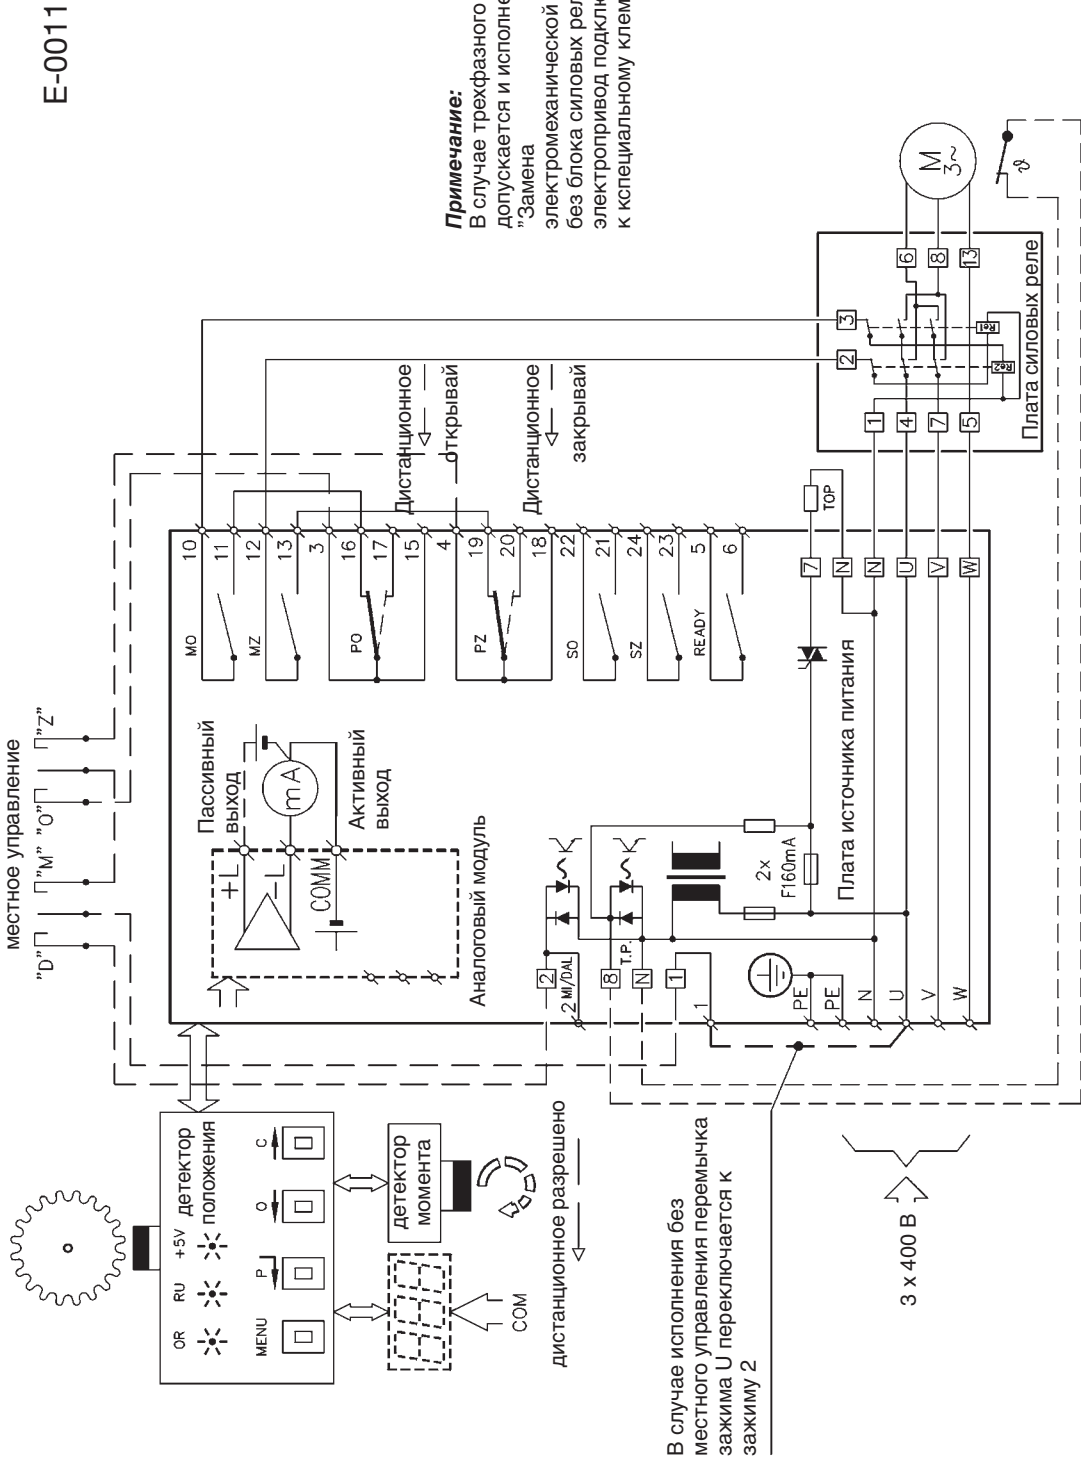 E-0011
Примечание:
В случае трехфазного
допускается и исполне
"Замена
электромеханической
без блока силовых рел
электропривод подклю
к кспециальному клем
местное управление
"D" "M" "O" "Z"
OR RU +5V
детектор
положения
MENU P O C
детектор
момента
COM
дистанционное разрешено
Пассивный
выход
Активный
выход
+L
-L
COMM
mA
Аналоговый модуль
MO
MZ
PO
PZ
SO
SZ
READY
10
11
12
13
3
16
17
15
4
19
20
18
22
21
24
23
5
6
Дистанционное
открывай
Дистанционное
закрывай
2
2 MI/DAL
8
T.P.
N
1
1
PE
PE
N
U
V
W
2x
F160mA
Плата источника питания
7
N
N
U
V
W
TOP
1
4
7
5
2
3
6
8
13
Re1
Re2
Плата силовых реле
M
3~
ϑ
В случае исполнения без
местного управления перемычка
зажима U переключается к
зажиму 2
3 x 400 В